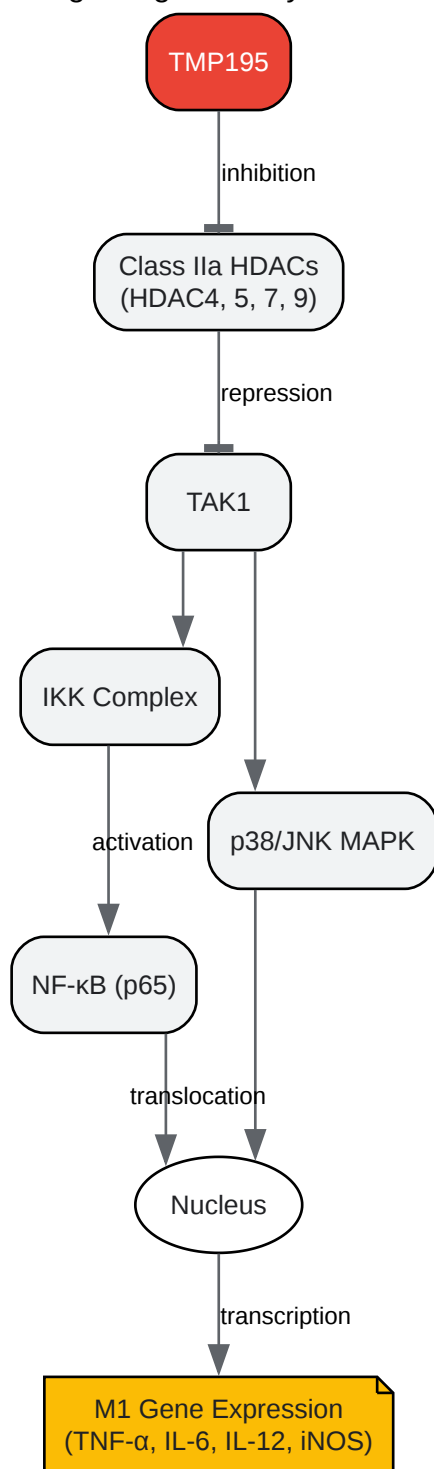 TMP195
inhibition
Class IIa HDACs
(HDAC4, 5, 7, 9)
repression
TAK1
IKK Complex
activation
p38/JNK MAPK
NF-κB (p65)
translocation
Nucleus
transcription
M1 Gene Expression
(TNF-α, IL-6, IL-12, iNOS)